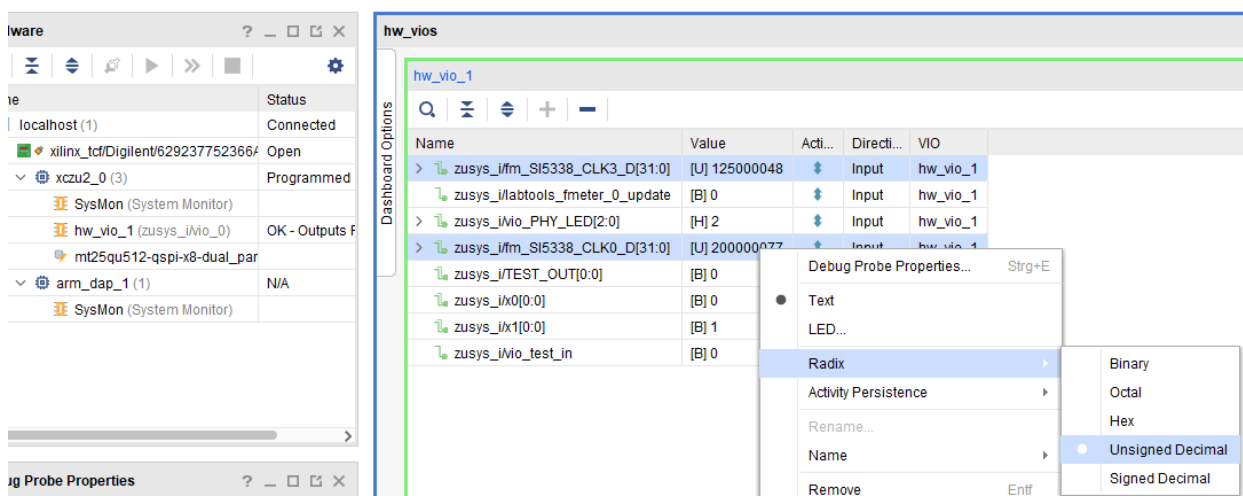 lware
hw_vios
Dashboard Options
hw_vio_1
ne Status
localhost (1) Connected
xilinx_tcf/Digilent/629237752366A Open
xczu2_0 (3) Programmed
SysMon (System Monitor)
hw_vio_1 (zusys_i/vio_0) OK - Outputs F
mt25qu512-qspi-x8-dual_par
arm_dap_1 (1) N/A
SysMon (System Monitor)
ug Probe Properties
Name Value Acti... Directi... VIO
zusys_i/fm_SI5338_CLK3_D[31:0] [U] 125000048 Input hw_vio_1
zusys_i/labtools_fmeter_0_update [B] 0 Input hw_vio_1
zusys_i/vio_PHY_LED[2:0] [H] 2 Input hw_vio_1
zusys_i/fm_SI5338_CLK0_D[31:0] [U] 200000077 Input hw_vio_1
zusys_i/TEST_OUT[0:0] [B] 0
zusys_i/x0[0:0] [B] 0
zusys_i/x1[0:0] [B] 1
zusys_i/vio_test_in [B] 0
Debug Probe Properties... Strg+E
Text
LED...
Radix
Activity Persistence
Rename...
Name
Remove Entf
Binary
Octal
Hex
Unsigned Decimal
Signed Decimal